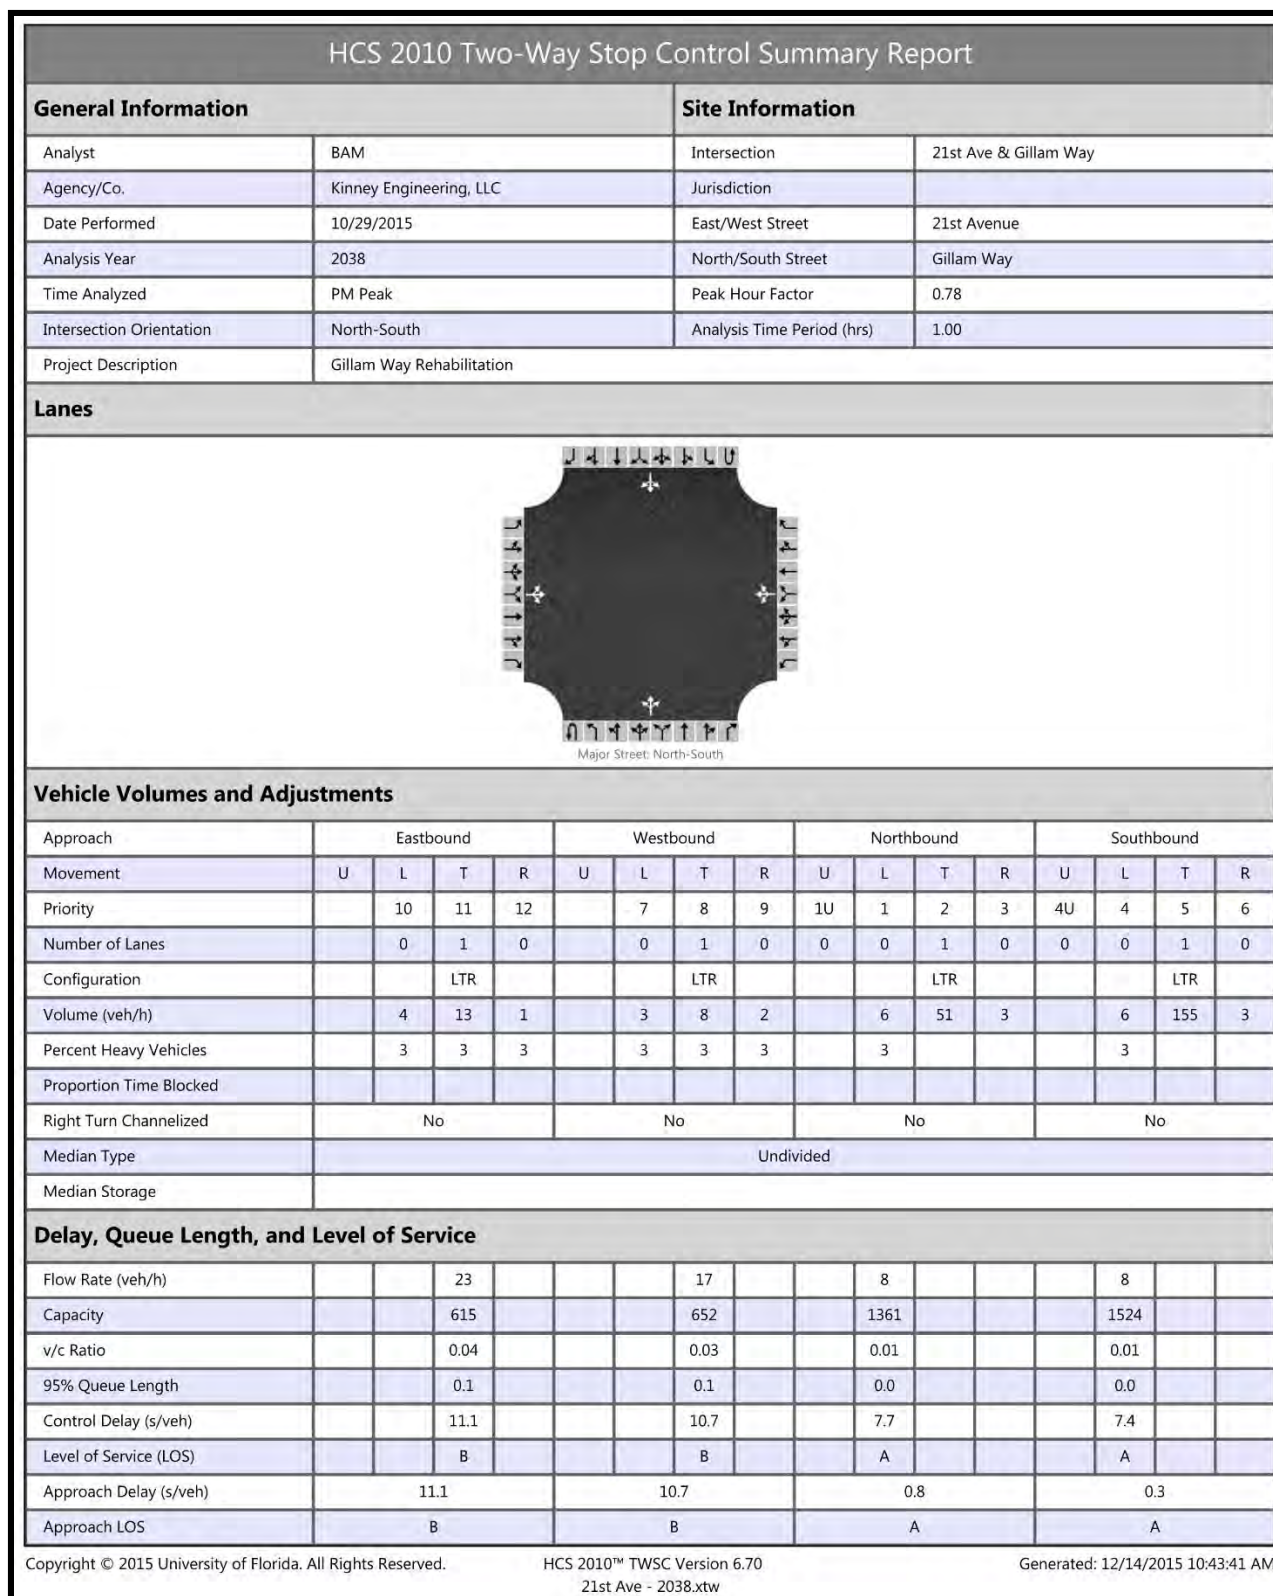 HCS 2010 Two-Way Stop Control Summary Report
General Information Site Information
Analyst BAM Intersection 21st Ave & Gillam Way
Agency/Co. Kinney Engineering, LLC Jurisdiction
Date Performed 10/29/2015 East/West Street 21st Avenue
Analysis Year 2038 North/South Street Gillam Way
Time Analyzed PM Peak Peak Hour Factor 0.78
Intersection Orientation North-South Analysis Time Period (hrs) 1.00
Project Description Gillam Way Rehabilitation
Lanes
Major Street: North-South
Vehicle Volumes and Adjustments
Approach Eastbound Westbound Northbound Southbound
Movement U L T R U L T R U L T R U L T R
Priority 10 11 12 7 8 9 1U 1 2 3 4U 4 5 6
Number of Lanes 0 1 0 0 1 0 0 0 1 0 0 0 1 0
Configuration LTR LTR LTR LTR
Volume (veh/h) 4 13 1 3 8 2 6 51 3 6 155 3
Percent Heavy Vehicles 3 3 3 3 3 3 3 3
Proportion Time Blocked
Right Turn Channelized No No No No
Median Type Undivided
Median Storage
Delay, Queue Length, and Level of Service
Flow Rate (veh/h) 23 17 8 8
Capacity 615 652 1361 1524
v/c Ratio 0.04 0.03 0.01 0.01
95% Queue Length 0.1 0.1 0.0 0.0
Control Delay (s/veh) 11.1 10.7 7.7 7.4
Level of Service (LOS) B B A A
Approach Delay (s/veh) 11.1 10.7 0.8 0.3
Approach LOS B B A A
Copyright © 2015 University of Florida. All Rights Reserved. HCS 2010™ TWSC Version 6.70 Generated: 12/14/2015 10:43:41 AM
21st Ave - 2038.xtw